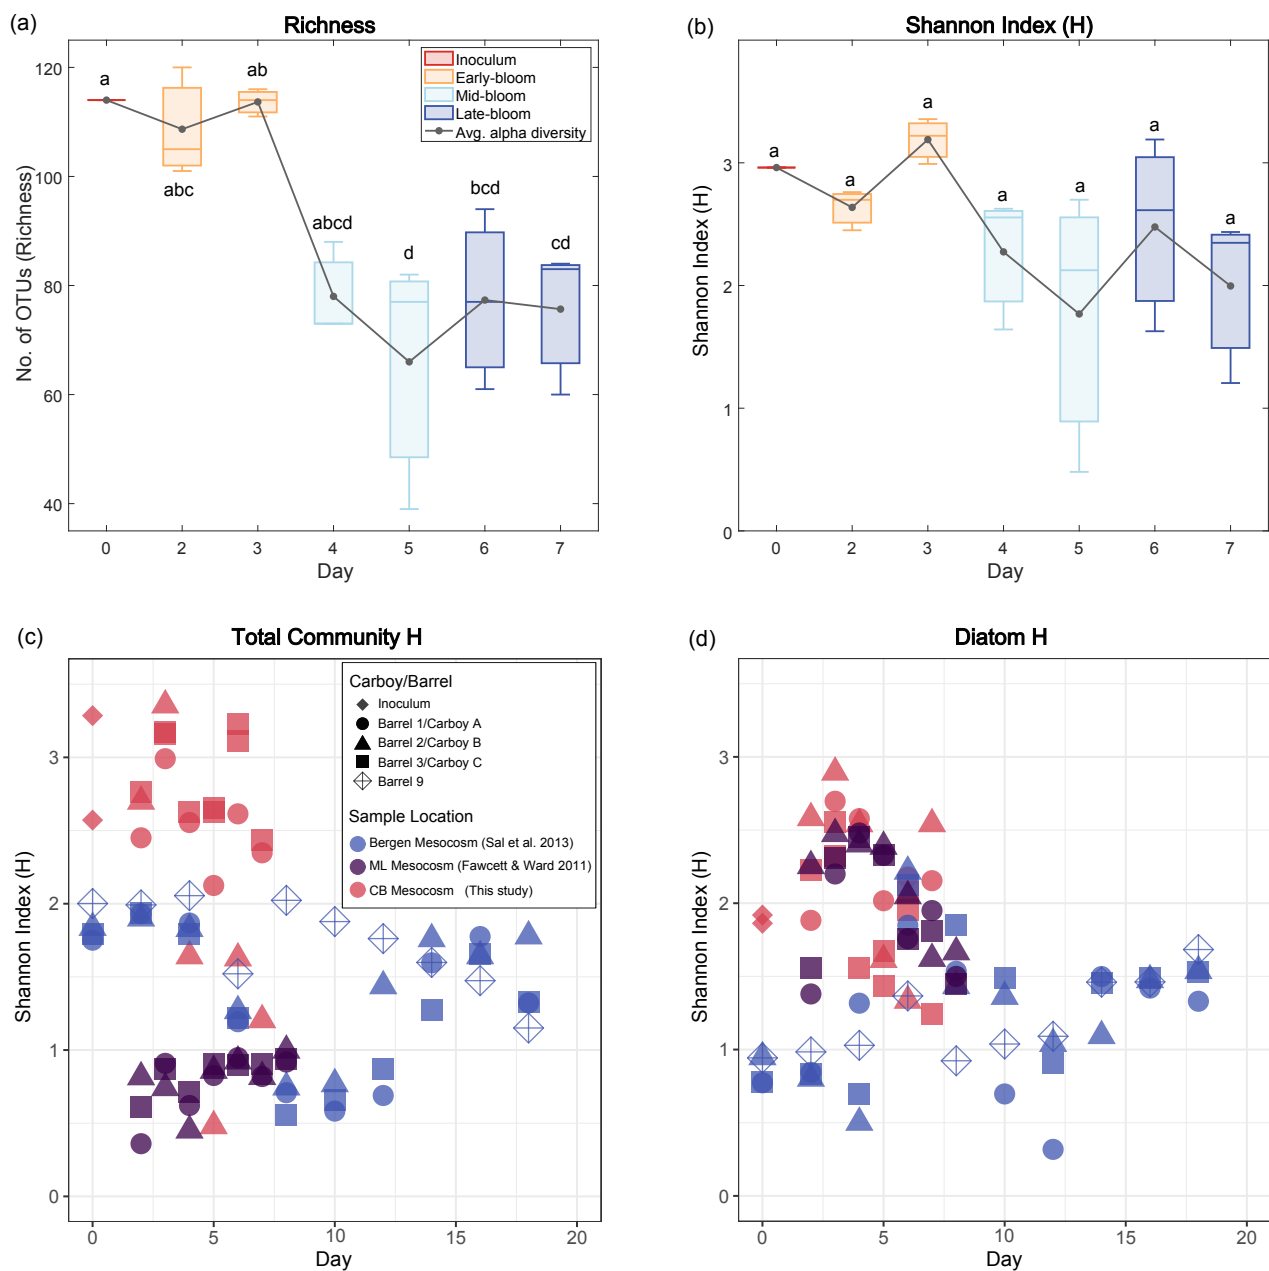 (a)
Richness
No. of OTUs (Richness)
120
100
80
60
40
a
abc
ab
abcd
d
bcd
cd
Inoculum
Early-bloom
Mid-bloom
Late-bloom
Avg. alpha diversity
0 2 3 4 5 6 7
Day
(b)
Shannon Index (H)
Shannon Index (H)
3
2
1
0
a
a
a
a
a
a
a
0 2 3 4 5 6 7
Day
(c)
Total Community H
Shannon Index (H)
3
2
1
0
Carboy/Barrel
Inoculum
Barrel 1/Carboy A
Barrel 2/Carboy B
Barrel 3/Carboy C
Barrel 9
Sample Location
Bergen Mesocosm (Sal et al. 2013)
ML Mesocosm (Fawcett & Ward 2011)
CB Mesocosm (This study)
0 5 10 15 20
Day
(d)
Diatom H
Shannon Index (H)
3
2
1
0
0 5 10 15 20
Day